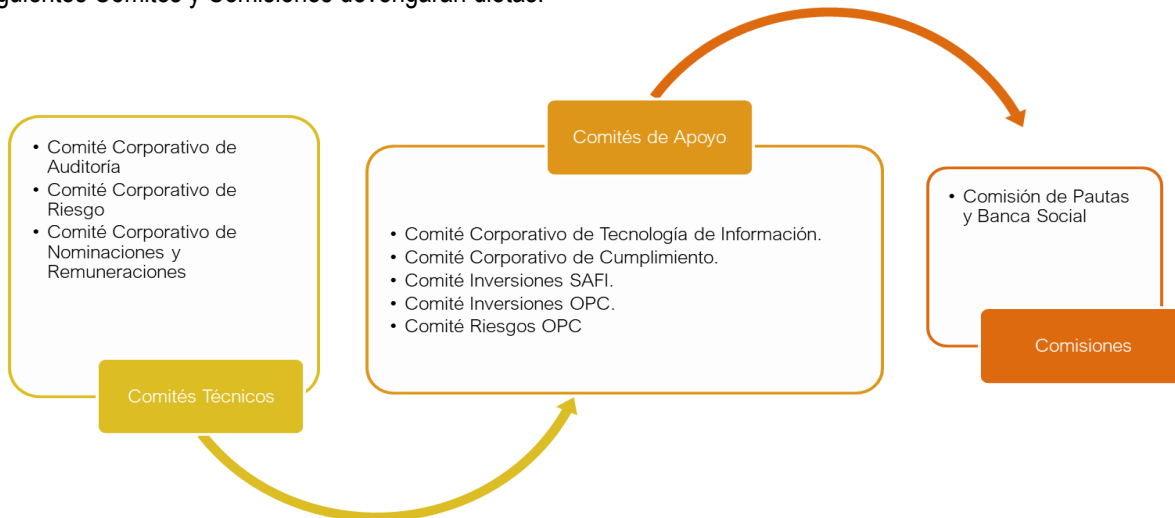 Comités y Comisiones devengarán dietas:
• Comité Corporativo de
Auditoría
• Comité Corporativo de
Riesgo
• Comité Corporativo de
Nominaciones y
Remuneraciones
Comités Técnicos
Comités de Apoyo
• Comité Corporativo de Tecnología de Información.
• Comité Corporativo de Cumplimiento.
• Comité Inversiones SAFI.
• Comité Inversiones OPC.
• Comité Riesgos OPC
• Comisión de Pautas
y Banca Social
Comisiones